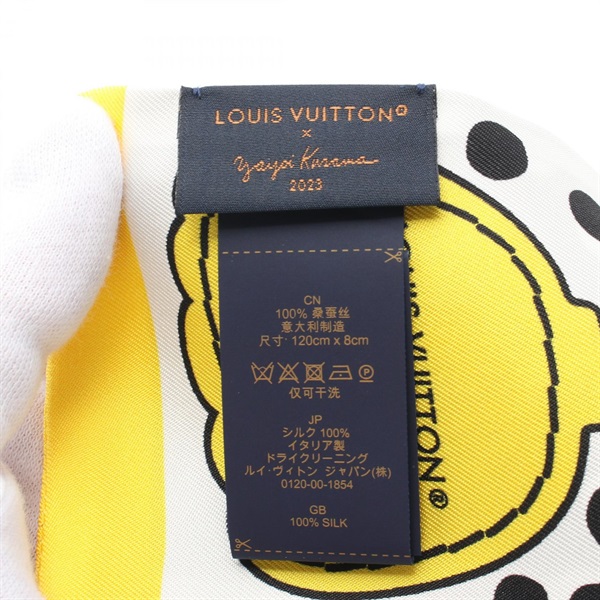 LOUIS VUITTON®
×
Yayoi Kusama
2023
CN
100% 桑蚕丝
意大利制造
尺寸: 120cm x 8cm
仅可干洗
JP
シルク 100%
イタリア製
ドライクリーニング
ルイ・ヴィトン ジャパン(株)
0120-00-1854
GB
100% SILK
LOUIS VUITTON®